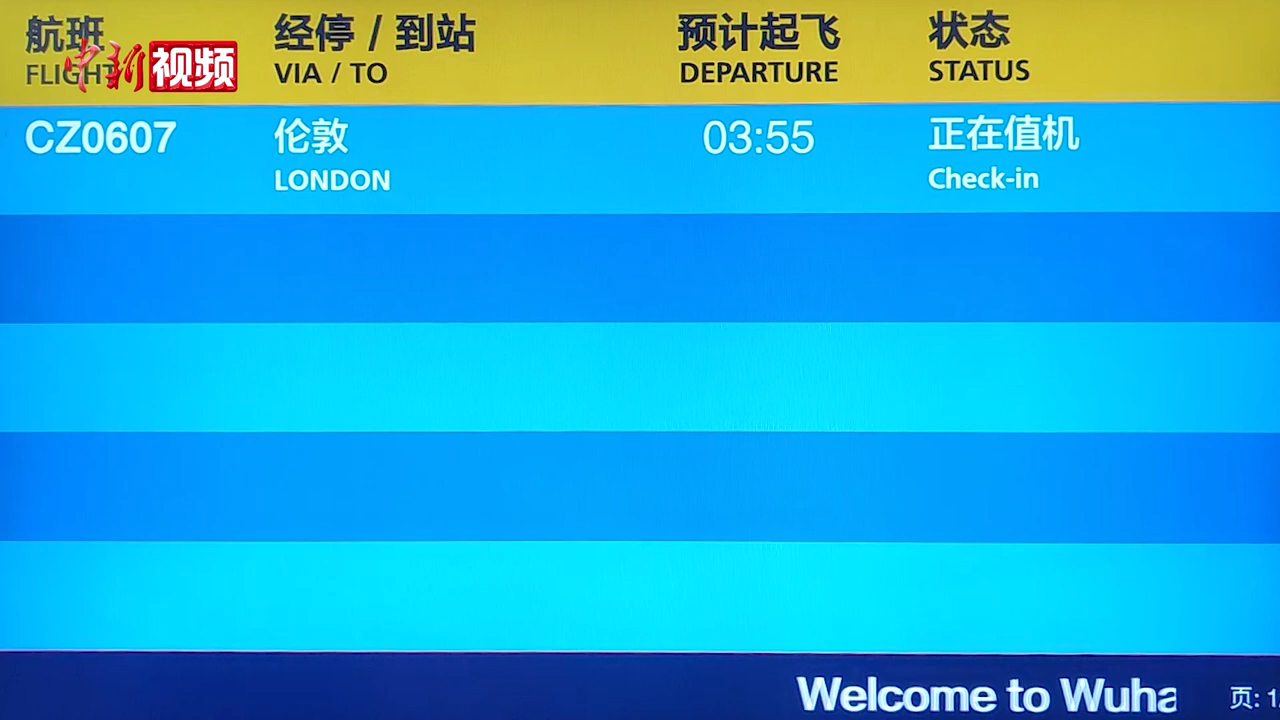 航班 经停 / 到站 预计起飞 状态
FLIGHT VIA / TO DEPARTURE STATUS
中新视频
CZ0607 伦敦 03:55 正在值机
LONDON Check-in
Welcome to Wuha
页: 1